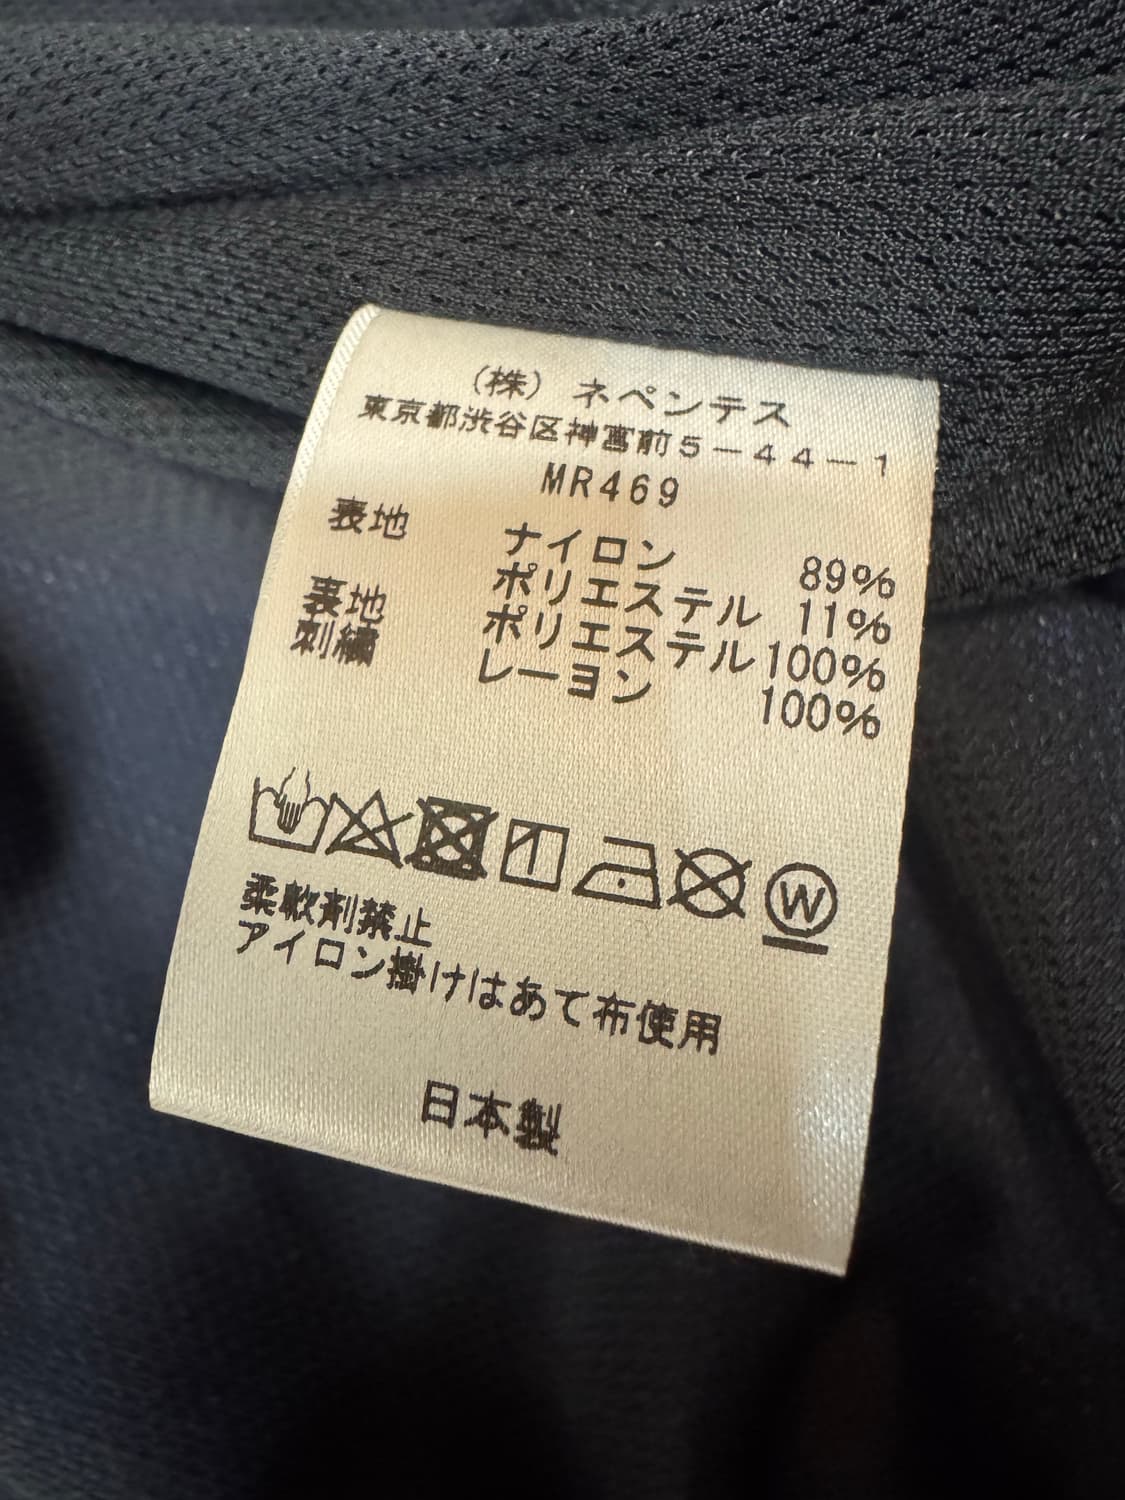 (株) ネペンテス
東京都渋谷区神宮前5-44-1
MR469
表地 ナイロン 89%
ポリエステル 11%
裏地 ポリエステル 100%
刺繍 レーヨン 100%
W
柔軟剤禁止
アイロン掛けはあて布使用
日本製